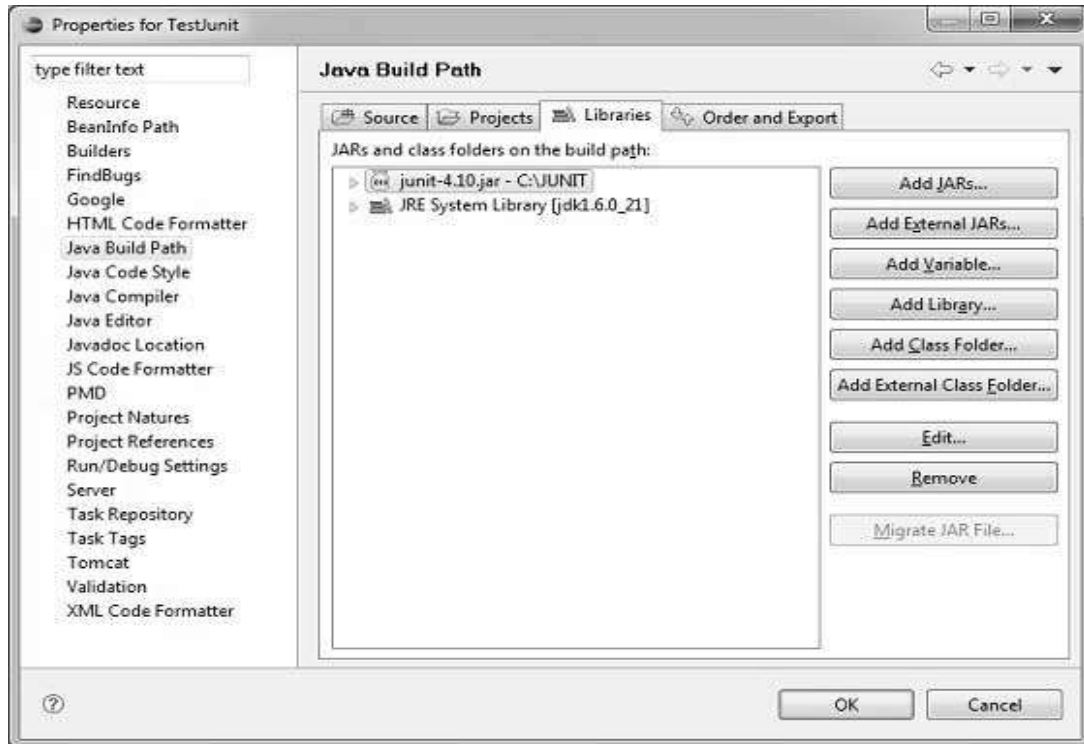 Properties for TestJunit
type filter text
Resource
BeanInfo Path
Builders
FindBugs
Google
HTML Code Formatter
Java Build Path
Java Code Style
Java Compiler
Java Editor
Javadoc Location
JS Code Formatter
PMD
Project Natures
Project References
Run/Debug Settings
Server
Task Repository
Task Tags
Tomcat
Validation
XML Code Formatter
Java Build Path
Source Projects Libraries Order and Export
JARs and class folders on the build path:
junit-4.10.jar - C:\JUNIT
JRE System Library [jdk1.6.0_21]
Add JARs...
Add External JARs...
Add Variable...
Add Library...
Add Class Folder...
Add External Class Folder...
Edit...
Remove
Migrate JAR File...
OK Cancel